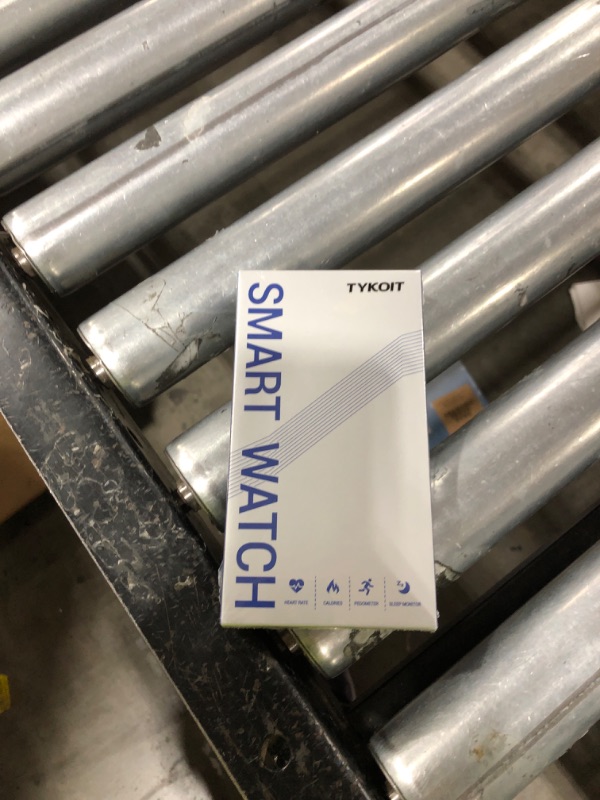 TYKOIT
SMART WATCH
HEART RATE
CALORIES
PEDOMETER
SLEEP MONITOR